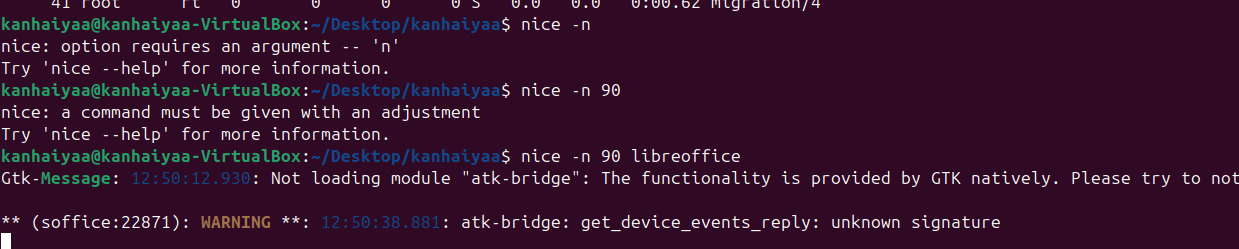 41 root      rt   0       0      0      0 S   0.0   0.0   0:00.62 migration/4
kanhaiyaa@kanhaiyaa-VirtualBox:~/Desktop/kanhaiyaa$ nice -n
nice: option requires an argument -- 'n'
Try 'nice --help' for more information.
kanhaiyaa@kanhaiyaa-VirtualBox:~/Desktop/kanhaiyaa$ nice -n 90
nice: a command must be given with an adjustment
Try 'nice --help' for more information.
kanhaiyaa@kanhaiyaa-VirtualBox:~/Desktop/kanhaiyaa$ nice -n 90 libreoffice
Gtk-Message: 12:50:12.930: Not loading module "atk-bridge": The functionality is provided by GTK natively. Please try to not
** (soffice:22871): WARNING **: 12:50:38.881: atk-bridge: get_device_events_reply: unknown signature